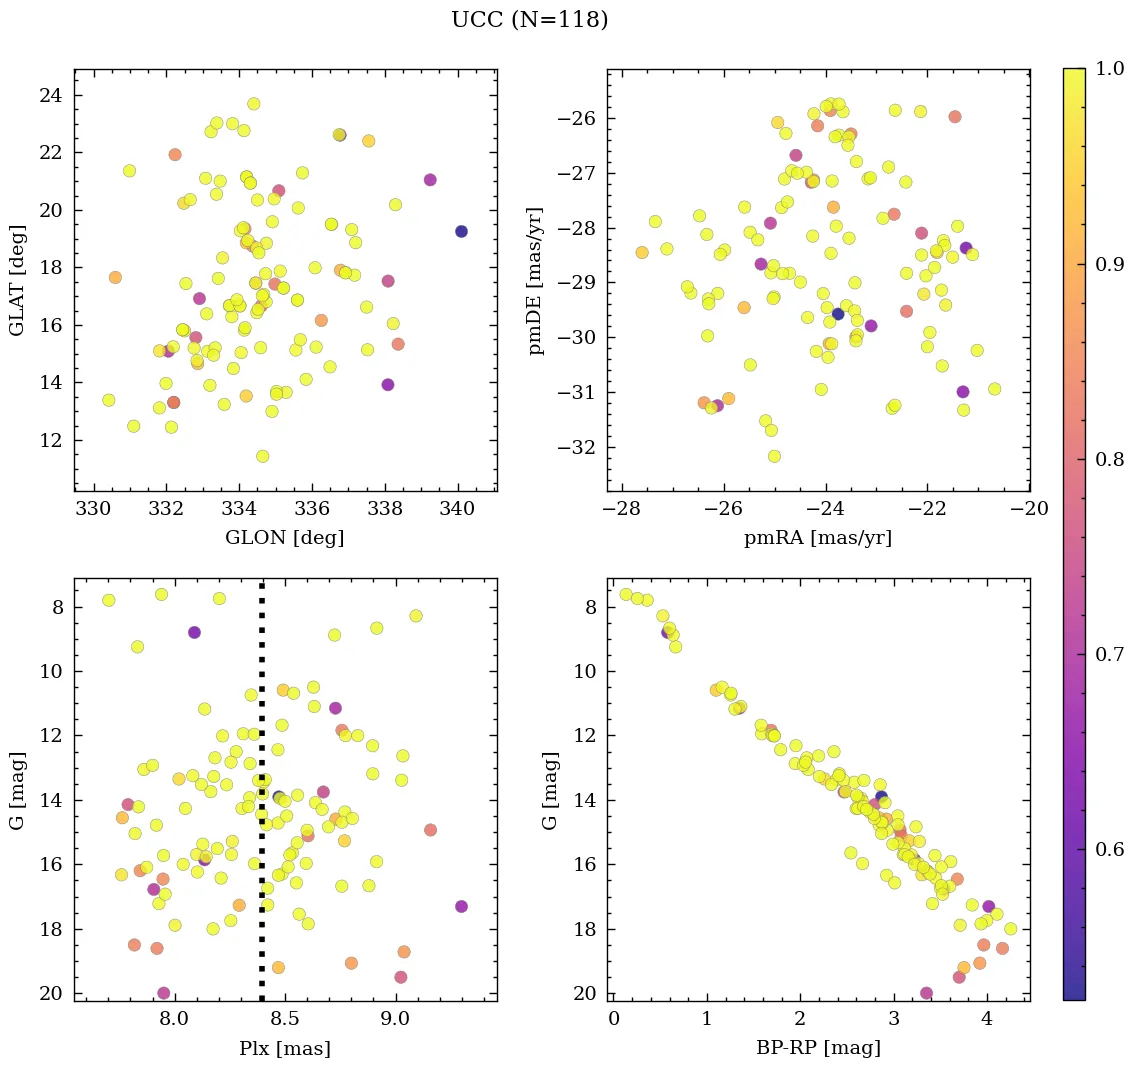 UCC (N=118)
24
22
20
18
16
14
12
GLAT [deg]
330 332 334 336 338 340
GLON [deg]
−26
−27
−28
−29
−30
−31
−32
pmDE [mas/yr]
−28 −26 −24 −22 −20
pmRA [mas/yr]
8
10
12
14
16
18
20
G [mag]
8.0 8.5 9.0
Plx [mas]
8
10
12
14
16
18
20
G [mag]
0 1 2 3 4
BP-RP [mag]
1.0
0.9
0.8
0.7
0.6